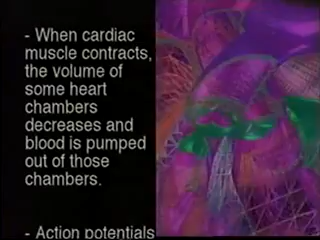 - When cardiac
muscle contracts,
the volume of
some heart
chambers
decreases and
blood is pumped
out of those
chambers.
- Action potentials